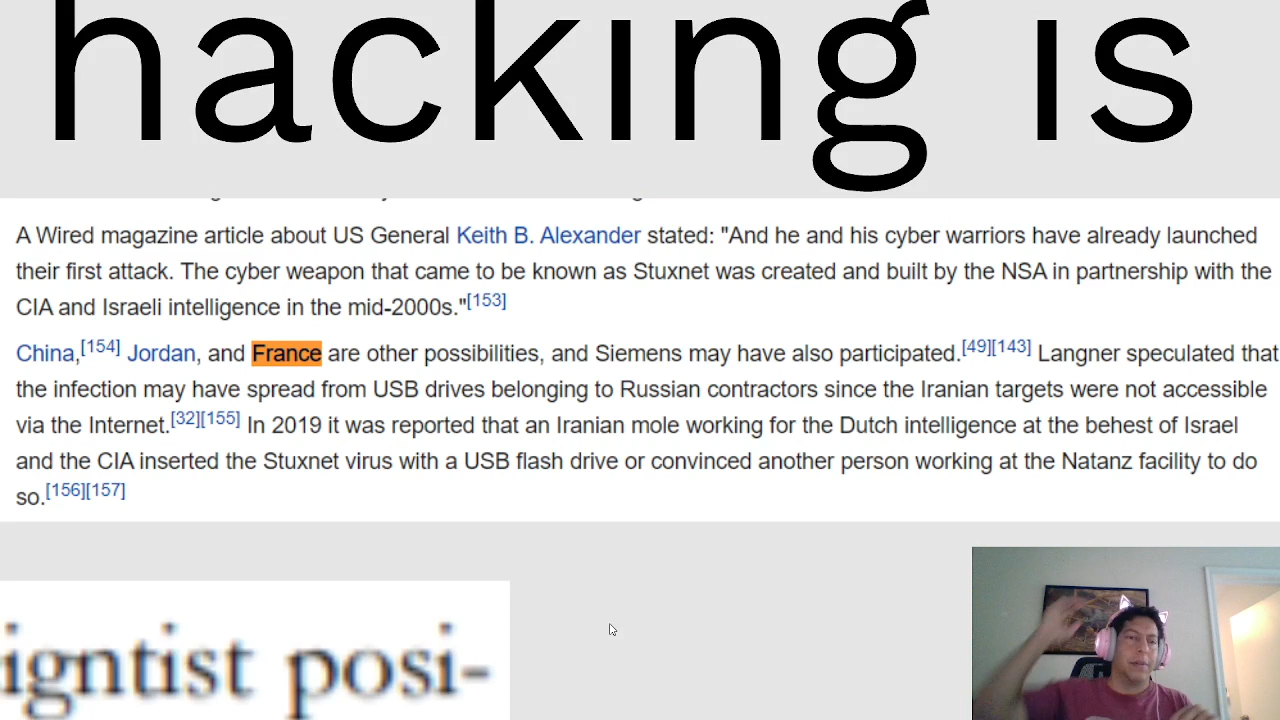 hacking is
A Wired magazine article about US General Keith B. Alexander stated: "And he and his cyber warriors have already launched
their first attack. The cyber weapon that came to be known as Stuxnet was created and built by the NSA in partnership with the
CIA and Israeli intelligence in the mid-2000s."[153]
China,[154] Jordan, and France are other possibilities, and Siemens may have also participated.[49][143] Langner speculated that
the infection may have spread from USB drives belonging to Russian contractors since the Iranian targets were not accessible
via the Internet.[32][155] In 2019 it was reported that an Iranian mole working for the Dutch intelligence at the behest of Israel
and the CIA inserted the Stuxnet virus with a USB flash drive or convinced another person working at the Natanz facility to do
so.[156][157]
igntist posi-